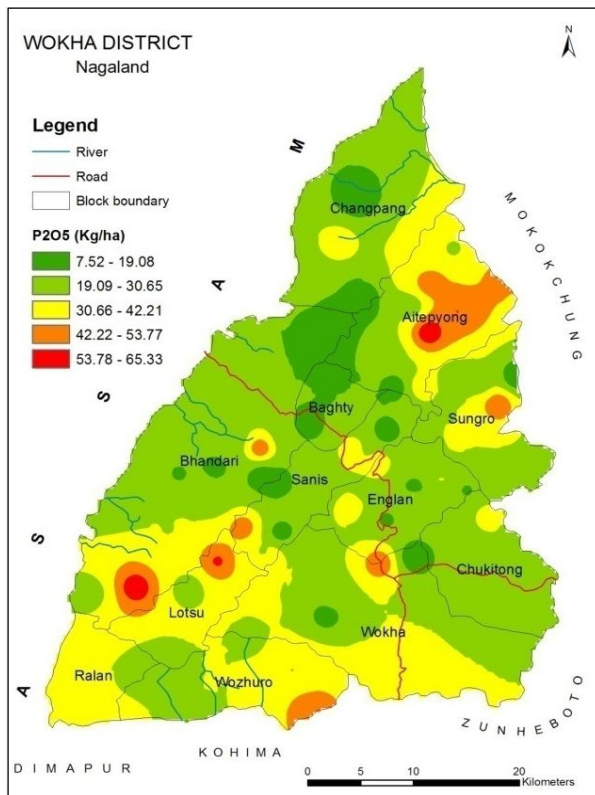 WOKHA DISTRICT
Nagaland
N
Legend
River
Road
Block boundary
P2O5 (Kg/ha)
7.52 - 19.08
19.09 - 30.65
30.66 - 42.21
42.22 - 53.77
53.78 - 65.33
ASSAM
MOKOKCHUNG
Changpang
Aitepyong
Baghty
Sungro
Bhandari
Sanis
Englan
Chukitong
Lotsu
Wokha
Ralan
Wozhuro
ZUNHEBOTO
KOHIMA
DIMAPUR
0 5 10 20
Kilometers